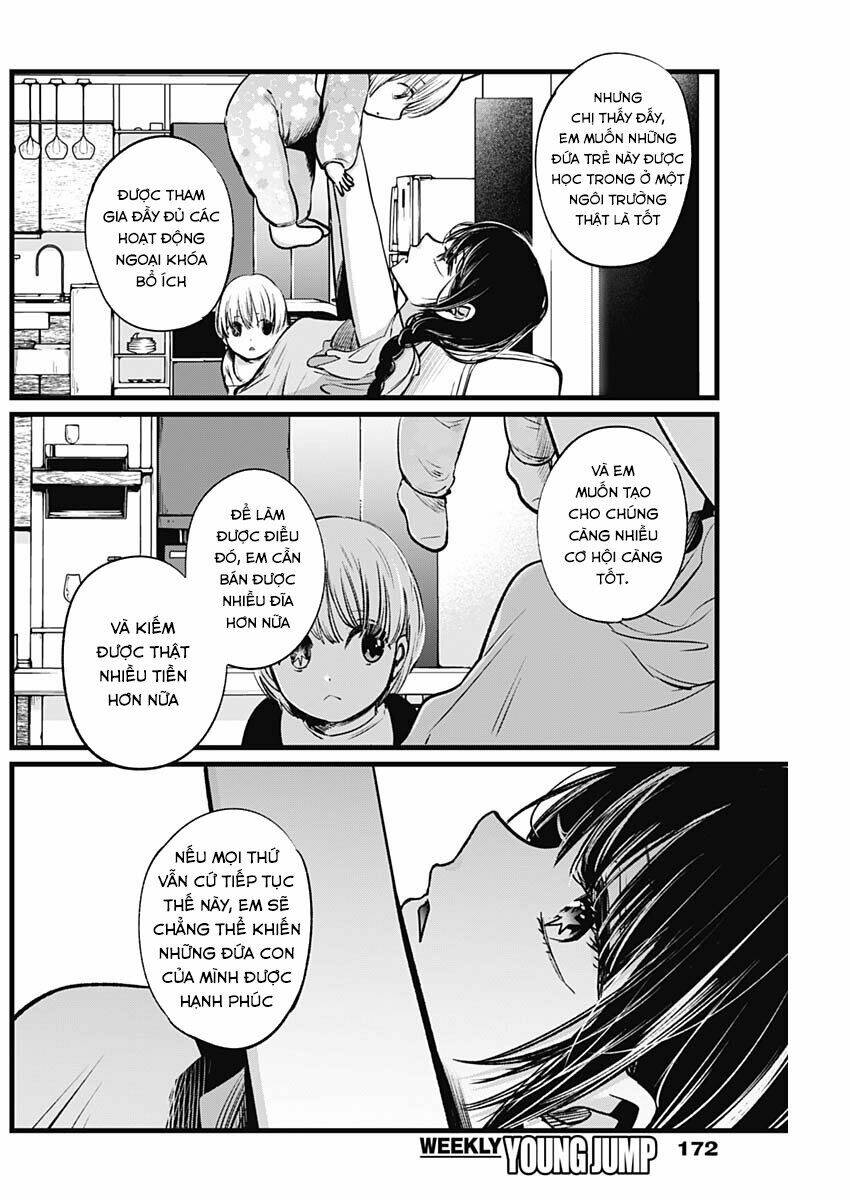 NHƯNG
CHỊ THẤY ĐẤY,
EM MUỐN NHỮNG
ĐỨA TRẺ NÀY ĐƯỢC
HỌC TRONG Ở MỘT
NGÔI TRƯỜNG
THẬT LÀ TỐT
ĐƯỢC THAM
GIA ĐẦY ĐỦ CÁC
HOẠT ĐỘNG
NGOẠI KHÓA
BỔ ÍCH
VÀ EM
MUỐN TẠO
CHO CHÚNG
CÀNG NHIỀU
CƠ HỘI CÀNG
TỐT.
ĐỂ LÀM
ĐƯỢC ĐIỀU
ĐÓ, EM CẦN
BÁN ĐƯỢC
NHIỀU ĐĨA
HƠN NỮA
VÀ KIẾM
ĐƯỢC THẬT
NHIỀU TIỀN
HƠN NỮA
NẾU MỌI THỨ
VẪN CỨ TIẾP TỤC
THẾ NÀY, EM SẼ
CHẲNG THỂ KHIẾN
NHỮNG ĐỨA CON
CỦA MÌNH ĐƯỢC
HẠNH PHÚC
WEEKLY YOUNG JUMP 172